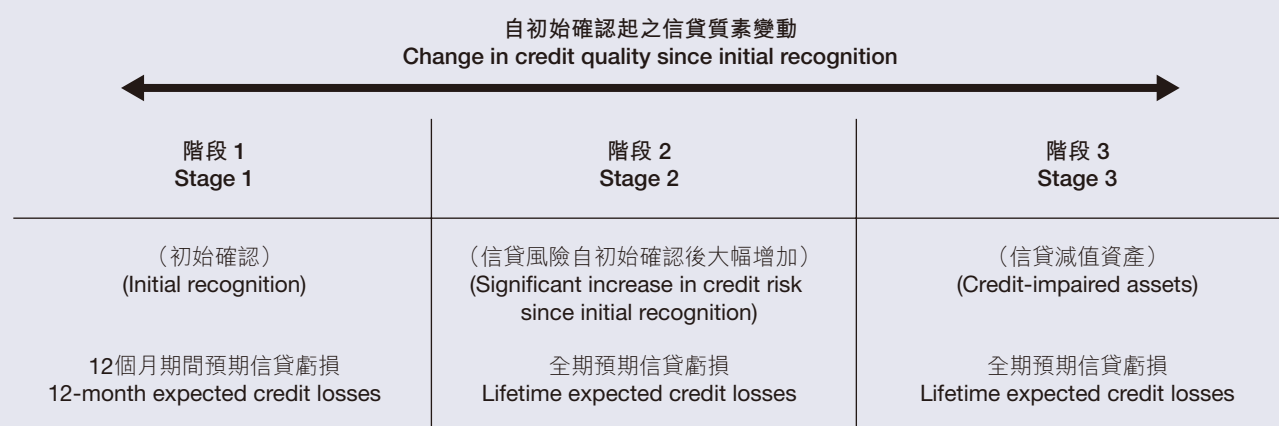 自初始確認起之信貸質素變動
Change in credit quality since initial recognition
階段 1
Stage 1
階段 2
Stage 2
階段 3
Stage 3
（初始確認）
(Initial recognition)
（信貸風險自初始確認後大幅增加）
(Significant increase in credit risk
since initial recognition)
（信貸減值資產）
(Credit-impaired assets)
12個月期間預期信貸虧損
12-month expected credit losses
全期預期信貸虧損
Lifetime expected credit losses
全期預期信貸虧損
Lifetime expected credit losses